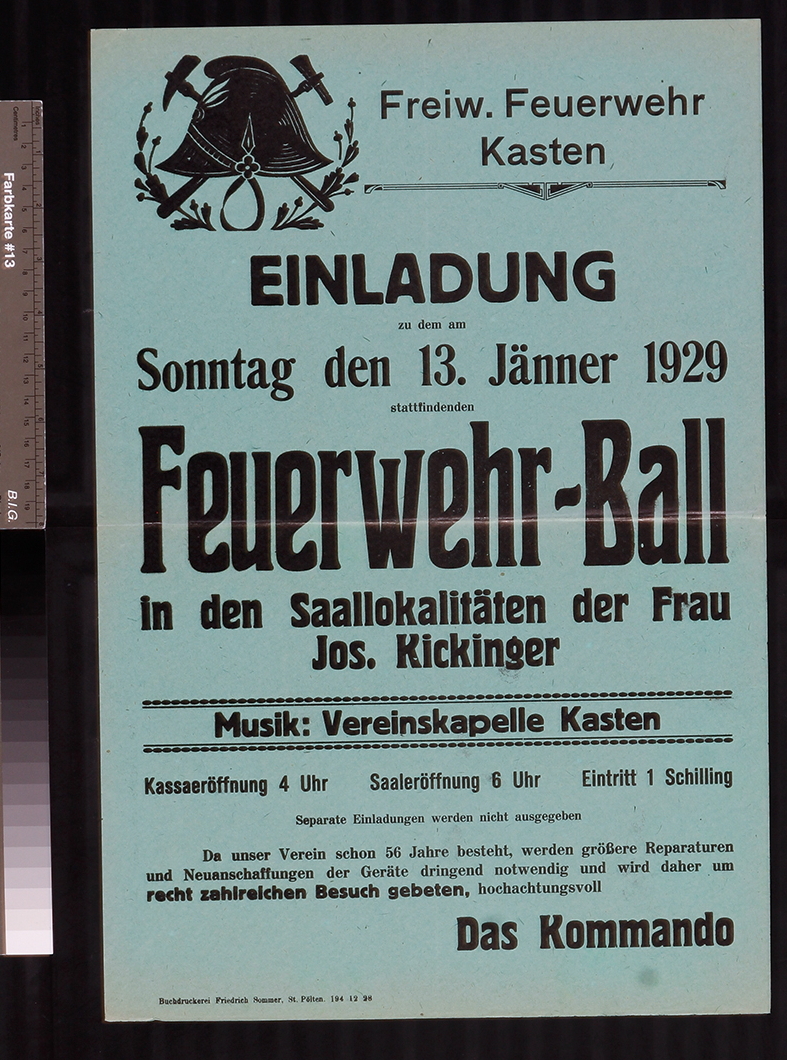 Freiw. Feuerwehr
Kasten
EINLADUNG
zu dem am
Sonntag den 13. Jänner 1929
stattfindenden
Feuerwehr-Ball
in den Saallokalitäten der Frau
Jos. Kickinger
Musik: Vereinskapelle Kasten
Kassaeröffnung 4 Uhr Saaleröffnung 6 Uhr Eintritt 1 Schilling
Separate Einladungen werden nicht ausgegeben
Da unser Verein schon 56 Jahre besteht, werden größere Reparaturen
und Neuanschaffungen der Geräte dringend notwendig und wird daher um
recht zahlreichen Besuch gebeten, hochachtungsvoll
Das Kommando
Buchdruckerei Friedrich Sommer, St. Pölten. 194 12 28
Farbkarte #13
B.I.G.
Centimetres
Inches